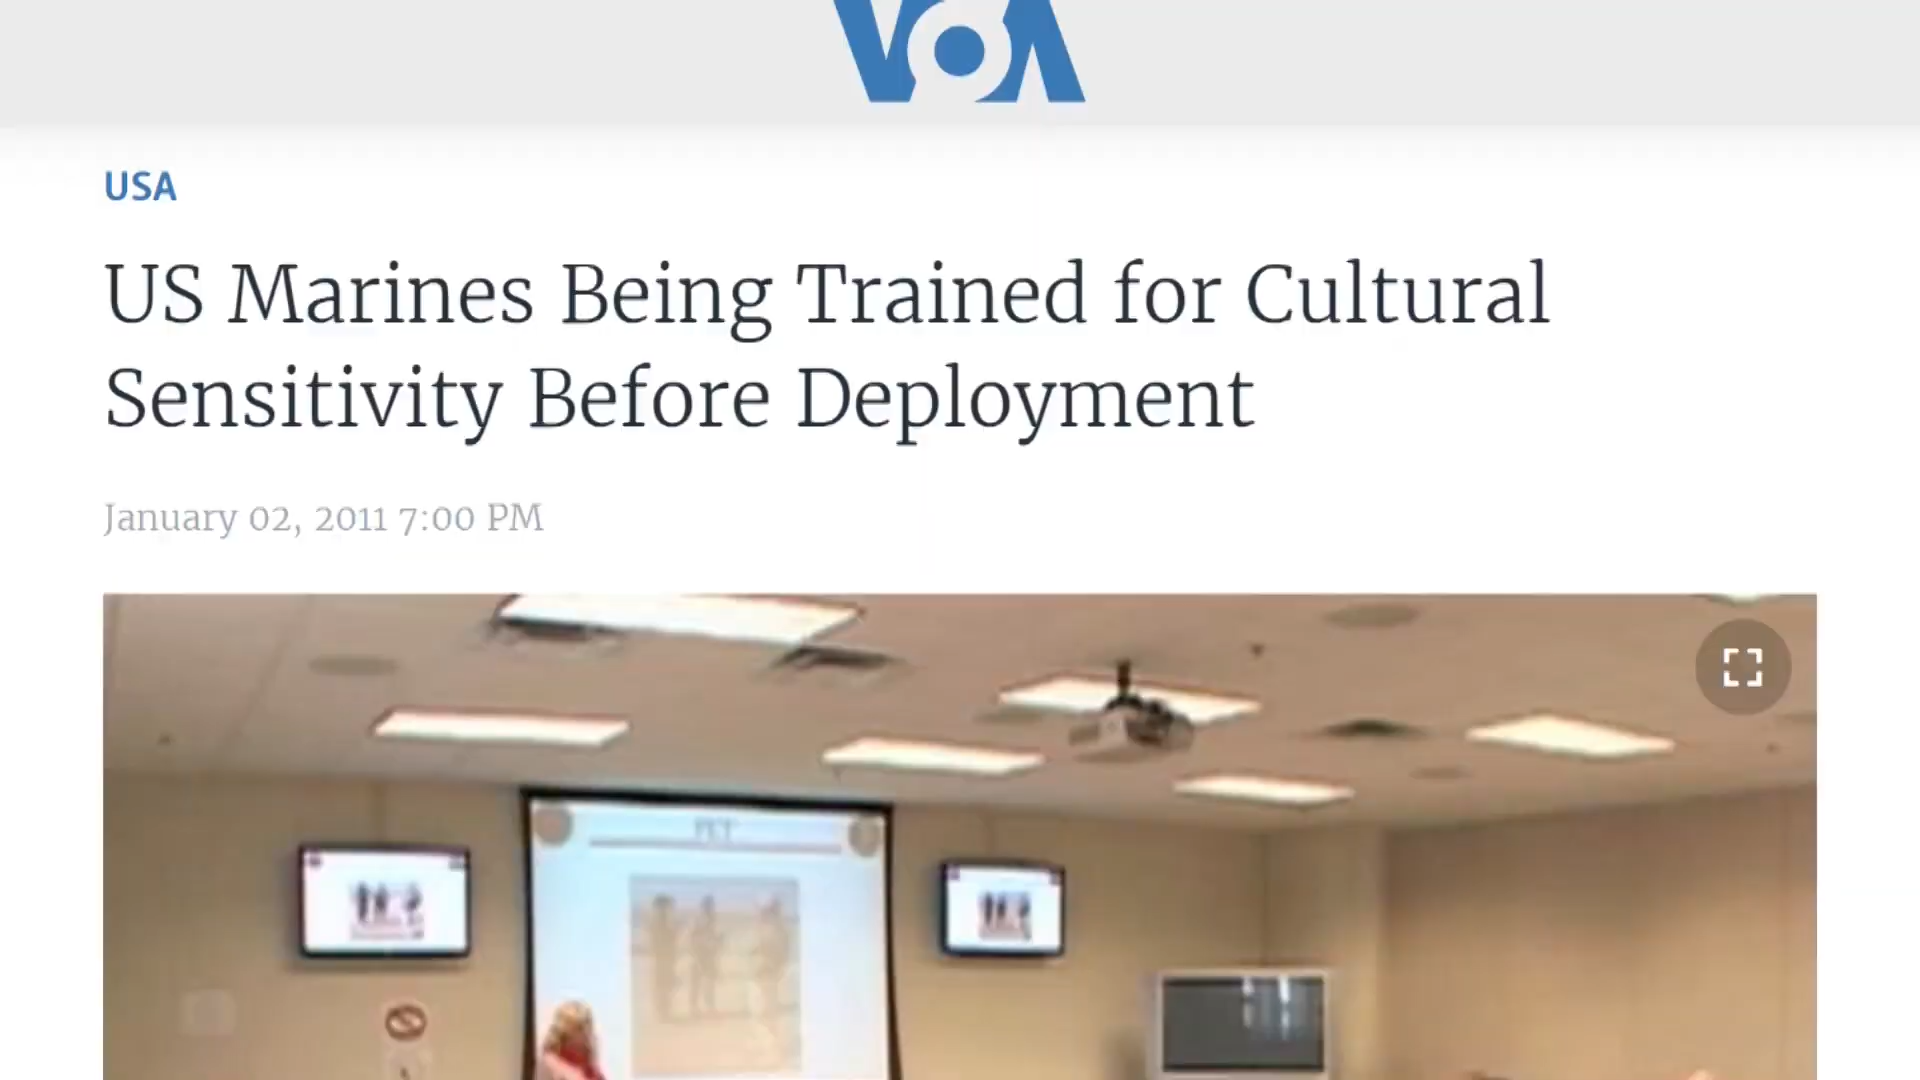 VOA
USA
US Marines Being Trained for Cultural
Sensitivity Before Deployment
January 02, 2011 7:00 PM